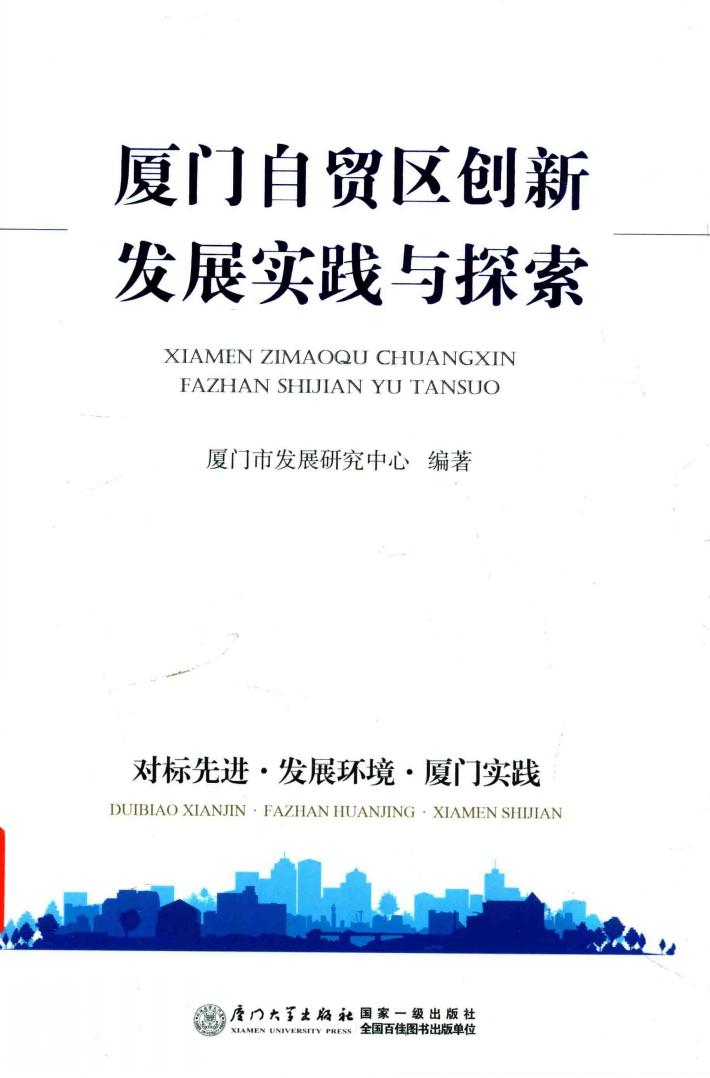 厦门自贸区创新
发展实践与探索
XIAMEN ZIMAOQU CHUANGXIN
FAZHAN SHIJIAN YU TANSUO
厦门市发展研究中心 编著
对标先进·发展环境·厦门实践
DUIBIAO XIANJIN · FAZHAN HUANJING · XIAMEN SHIJIAN
厦门大学出版社 国家一级出版社
XIAMEN UNIVERSITY PRESS 全国百佳图书出版单位